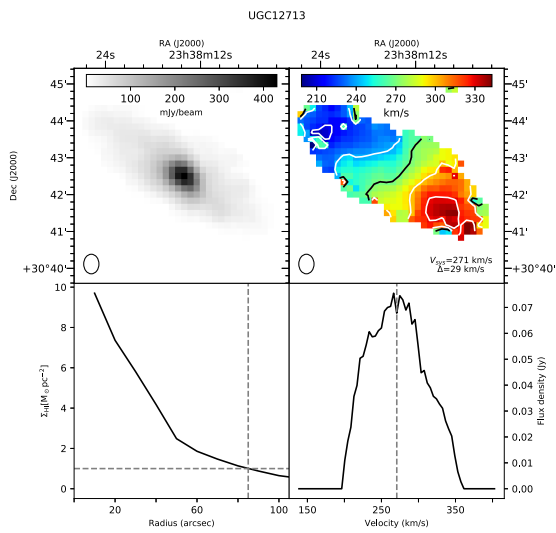 UGC12713
RA (J2000)
RA (J2000)
24s 23h38m12s
24s 23h38m12s
45'
44'
43'
42'
41'
+30°40'
Dec (J2000)
100 200 300 400
mJy/beam
210 240 270 300 330
km/s
V_sys=271 km/s
Δ=29 km/s
45'
44'
43'
42'
41'
+30°40'
10
8
6
4
2
0
Σ_HI[M_⊙pc⁻²]
20 60 100
Radius (arcsec)
0.07
0.06
0.05
0.04
0.03
0.02
0.01
0.00
Flux density (Jy)
150 250 350
Velocity (km/s)